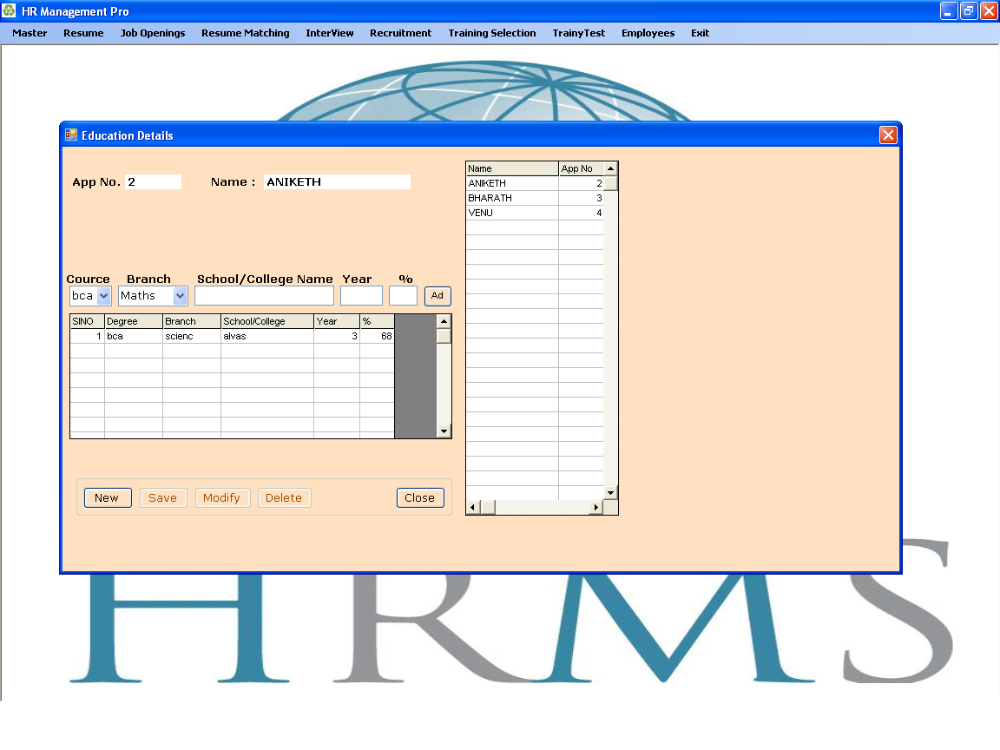 HR Management Pro
Master Resume Job Openings Resume Matching InterView Recruitment Training Selection TrainyTest Employees Exit
Education Details
App No. 2 Name : ANIKETH
Name App No
ANIKETH 2
BHARATH 3
VENU 4
Cource Branch School/College Name Year %
bca Maths Ad
SlNO Degree Branch School/College Year %
1 bca scienc alvas 3 68
New Save Modify Delete Close
HRMS